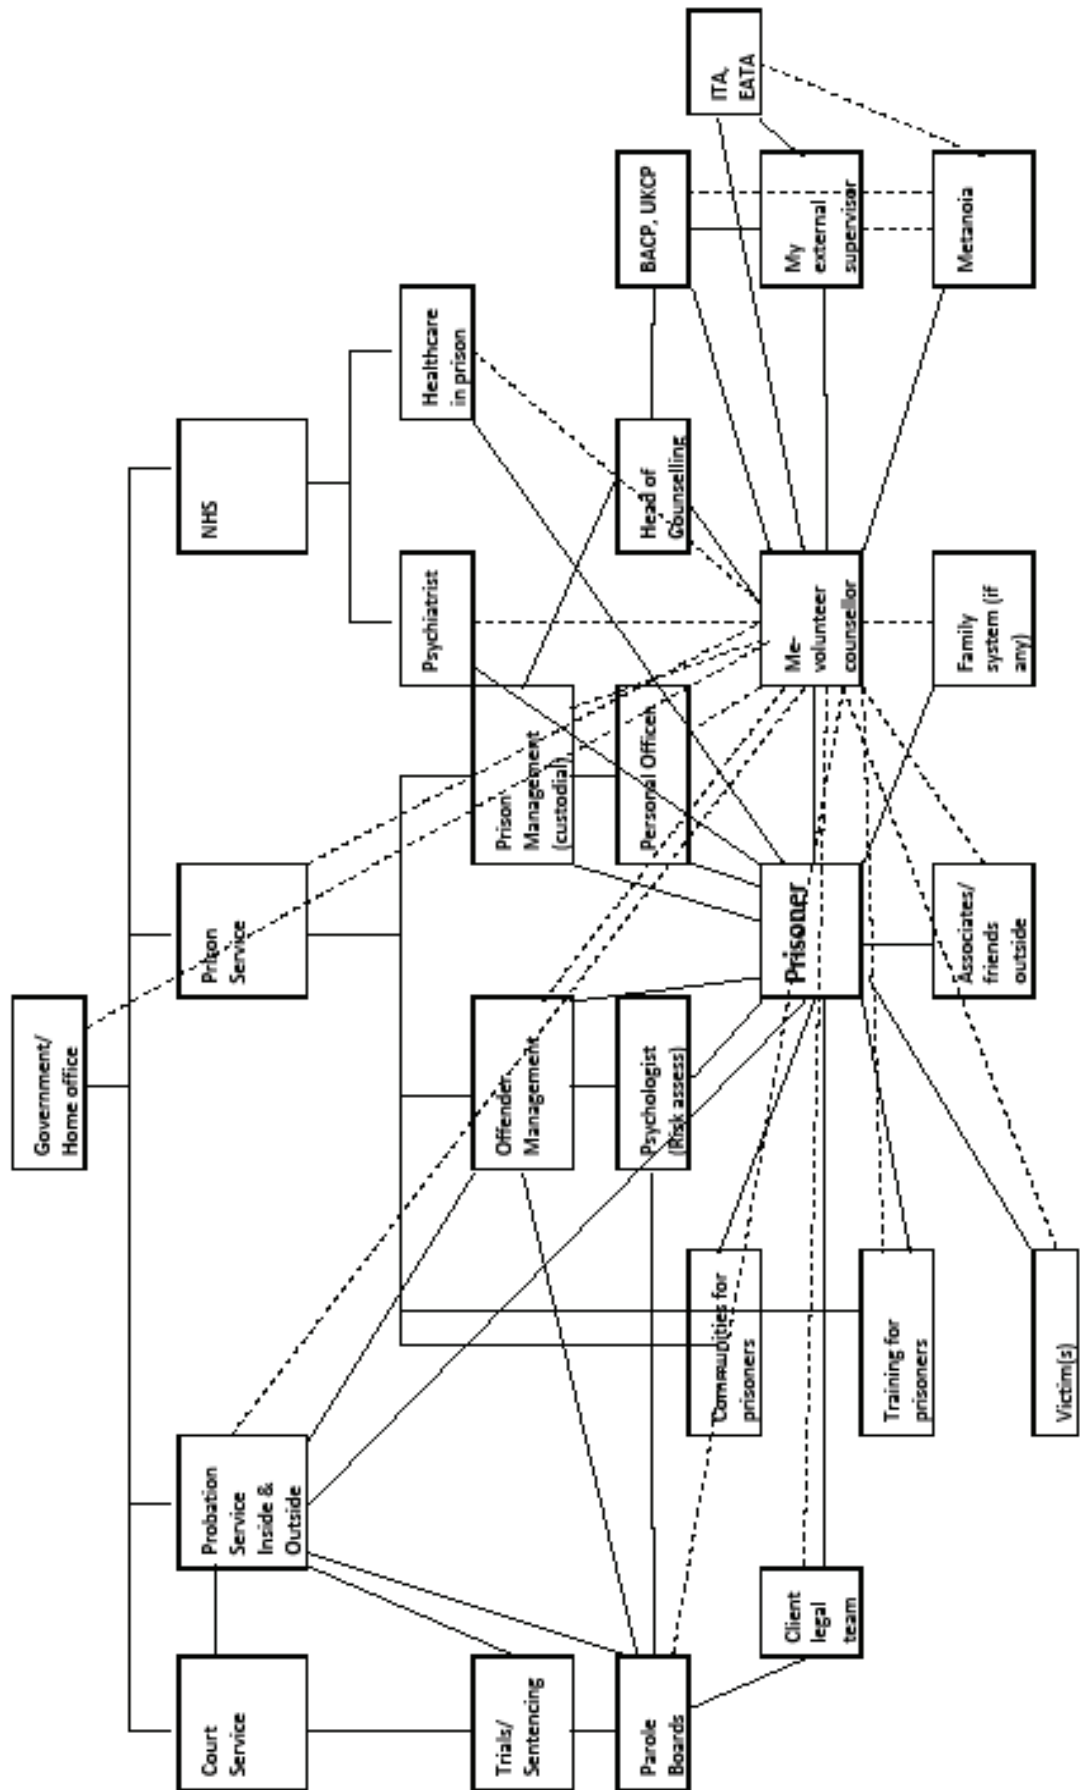 Government/
Home office
Court
Service
Probation
Service
Inside &
Outside
Prison
Service
NHS
Psychiatrist
Healthcare
in prison
Trials/
Sentencing
Offender
Management
Prison
Management
(custodial)
Parole
Boards
Psychologist
(Risk assess)
Personal Officer
Head of
Counselling
BACP, UKCP
ITA,
EATA
Communities for
prisoners
Client
legal
team
Prisoner
Me-
volunteer
counsellor
My
external
supervisor
Training for
prisoners
Associates/
friends
outside
Family
system (if
any)
Metanoia
Victim(s)